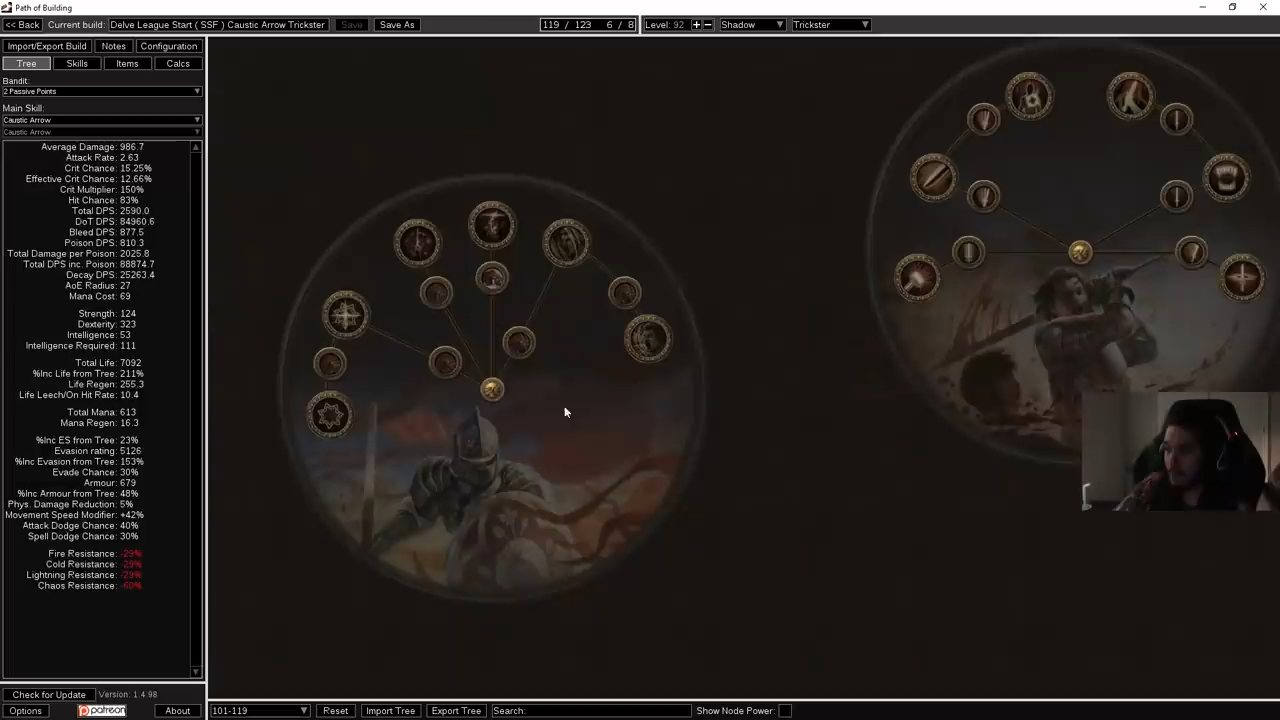 Path of Building
<< Back Current build: Delve League Start ( SSF ) Caustic Arrow Trickster Save Save As 119 / 123 6 / 8 Level: 92 + - Shadow Trickster
Import/Export Build Notes Configuration
Tree Skills Items Calcs
Bandit:
2 Passive Points
Main Skill:
Caustic Arrow
Caustic Arrow
Average Damage: 986.7
Attack Rate: 2.63
Crit Chance: 15.25%
Effective Crit Chance: 12.66%
Crit Multiplier: 150%
Hit Chance: 83%
Total DPS: 2590.0
DoT DPS: 84960.6
Bleed DPS: 877.5
Poison DPS: 810.3
Total Damage per Poison: 2025.8
Total DPS inc. Poison: 88874.7
Decay DPS: 25263.4
AoE Radius: 27
Mana Cost: 69
Strength: 124
Dexterity: 323
Intelligence: 53
Intelligence Required: 111
Total Life: 7092
%Inc Life from Tree: 211%
Life Regen: 255.3
Life Leech/On Hit Rate: 10.4
Total Mana: 613
Mana Regen: 16.3
%Inc ES from Tree: 23%
Evasion rating: 5126
%Inc Evasion from Tree: 153%
Evade Chance: 30%
Armour: 679
%Inc Armour from Tree: 48%
Phys. Damage Reduction: 5%
Movement Speed Modifier: +42%
Attack Dodge Chance: 40%
Spell Dodge Chance: 30%
Fire Resistance: -29%
Cold Resistance: -29%
Lightning Resistance: -29%
Chaos Resistance: -60%
Check for Update Version: 1.4.98
Options patreon About
101-119 Reset Import Tree Export Tree Search: Show Node Power: